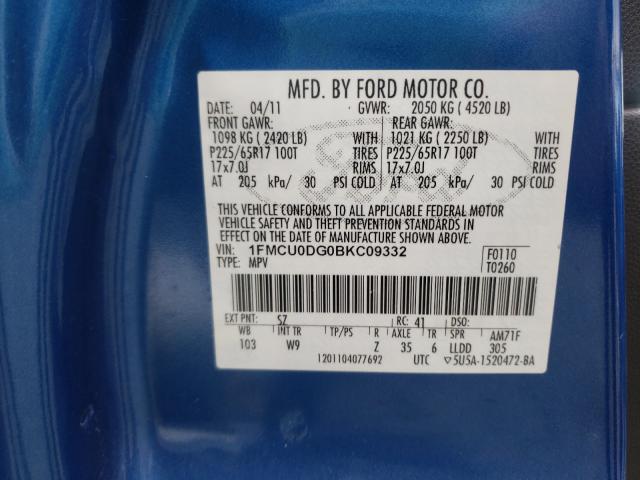 MFD. BY FORD MOTOR CO.
DATE: 04/11 GVWR: 2050 KG ( 4520 LB)
FRONT GAWR: REAR GAWR:
1098 KG ( 2420 LB) WITH 1021 KG ( 2250 LB) WITH
P225/65R17 100T TIRES P225/65R17 100T TIRES
17x7.0J RIMS 17x7.0J RIMS
AT 205 kPa/ 30 PSI COLD AT 205 kPa/ 30 PSI COLD
THIS VEHICLE CONFORMS TO ALL APPLICABLE FEDERAL MOTOR
VEHICLE SAFETY AND THEFT PREVENTION STANDARDS IN
EFFECT ON THE DATE OF MANUFACTURE SHOWN ABOVE.
VIN: 1FMCU0DG0BKC09332 F0110
TYPE: MPV T0260
EXT PNT: SZ RC: 41 DSO:
WB INT TR TP/PS R AXLE TR SPR AM71F
103 W9 Z 35 6 LLDD 305
1201104077692 UTC ▽5U5A-1520472-BA